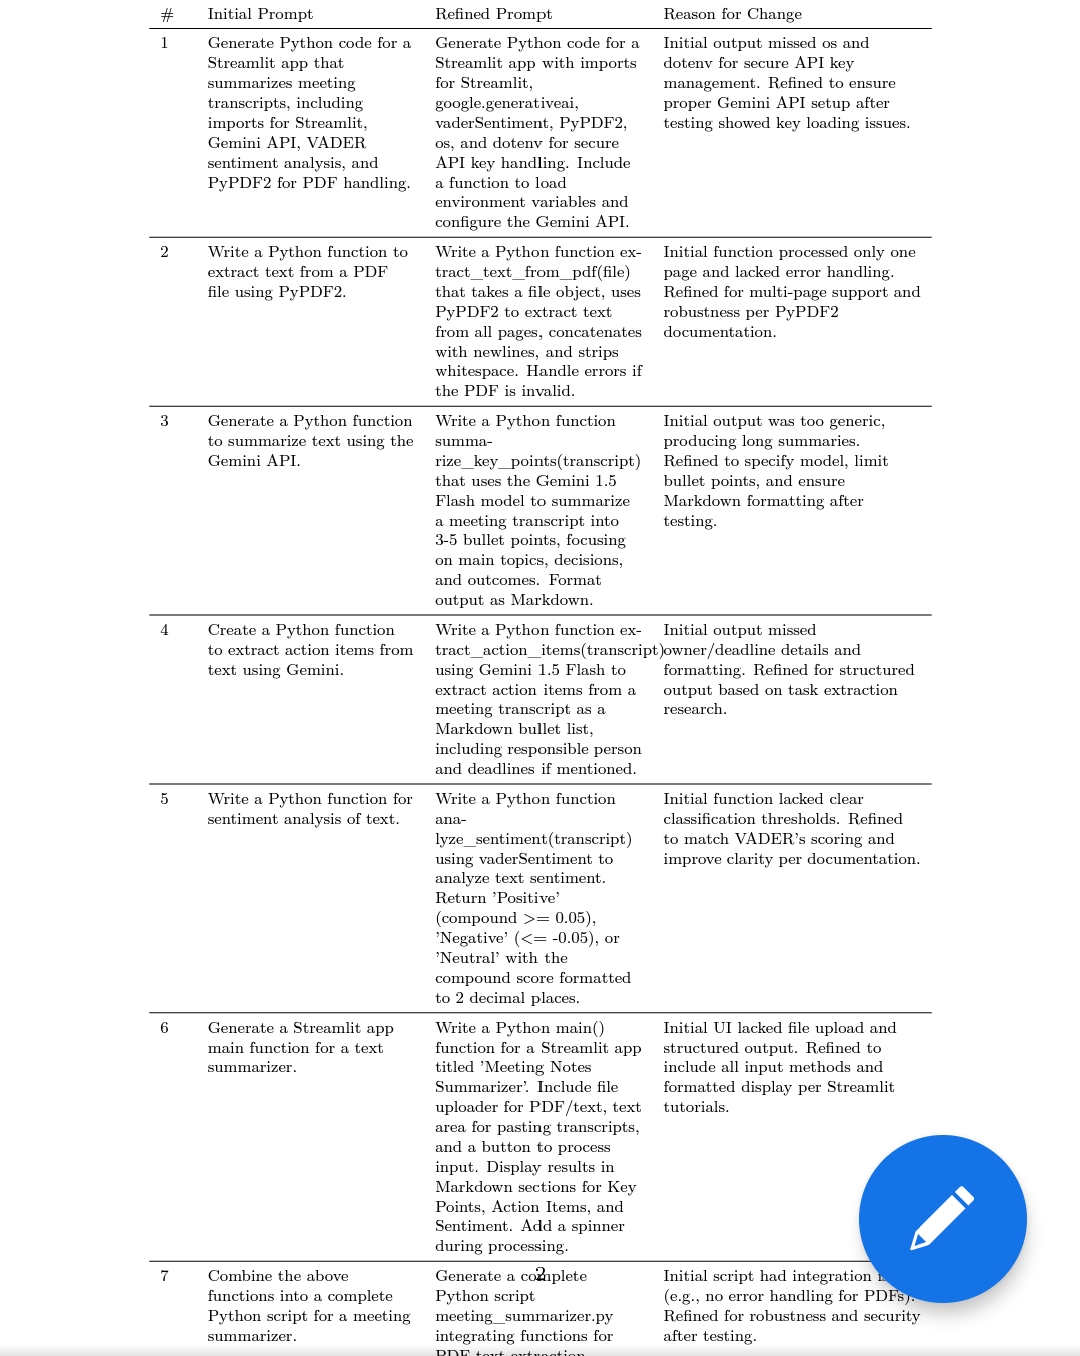 # Initial Prompt Refined Prompt Reason for Change
1 Generate Python code for a Streamlit app that summarizes meeting transcripts, including imports for Streamlit, Gemini API, VADER sentiment analysis, and PyPDF2 for PDF handling.
Generate Python code for a
Streamlit app with imports
for Streamlit,
google.generativeai,
vaderSentiment, PyPDF2,
os, and dotenv for secure
API key handling. Include
a function to load
environment variables and
configure the Gemini API.
Initial output missed os and
dotenv for secure API key
management. Refined to ensure
proper Gemini API setup after
testing showed key loading issues.
2
Write a Python function to
extract text from a PDF
file using PyPDF2.
Write a Python function ex-
tract_text_from_pdf(file)
that takes a file object, uses
PyPDF2 to extract text
from all pages, concatenates
with newlines, and strips
whitespace. Handle errors if
the PDF is invalid.
Initial function processed only one
page and lacked error handling.
Refined for multi-page support and
robustness per PyPDF2
documentation.
3
Generate a Python function
to summarize text using the
Gemini API.
Write a Python function
summa-
rize_key_points(transcript)
that uses the Gemini 1.5
Flash model to summarize
a meeting transcript into
3-5 bullet points, focusing
on main topics, decisions,
and outcomes. Format
output as Markdown.
Initial output was too generic,
producing long summaries.
Refined to specify model, limit
bullet points, and ensure
Markdown formatting after
testing.
4
Create a Python function
to extract action items from
text using Gemini.
Write a Python function ex-
tract_action_items(transcript)
using Gemini 1.5 Flash to
extract action items from a
meeting transcript as a
Markdown bullet list,
including responsible person
and deadlines if mentioned.
Initial output missed
owner/deadline details and
formatting. Refined for structured
output based on task extraction
research.
5
Write a Python function for
sentiment analysis of text.
Write a Python function
ana-
lyze_sentiment(transcript)
using vaderSentiment to
analyze text sentiment.
Return 'Positive'
(compound >= 0.05),
'Negative' (<= -0.05), or
'Neutral' with the
compound score formatted
to 2 decimal places.
Initial function lacked clear
classification thresholds. Refined
to match VADER's scoring and
improve clarity per documentation.
6
Generate a Streamlit app
main function for a text
summarizer.
Write a Python main()
function for a Streamlit app
titled 'Meeting Notes
Summarizer'. Include file
uploader for PDF/text, text
area for pasting transcripts,
and a button to process
input. Display results in
Markdown sections for Key
Points, Action Items, and
Sentiment. Add a spinner
during processing.
Initial UI lacked file upload and
structured output. Refined to
include all input methods and
formatted display per Streamlit
tutorials.
7
Combine the above
functions into a complete
Python script for a meeting
summarizer.
Generate a complete
Python script
meeting_summarizer.py
integrating functions for
PDF text extraction
Initial script had integration
(e.g., no error handling for PDFs).
Refined for robustness and security
after testing.
2